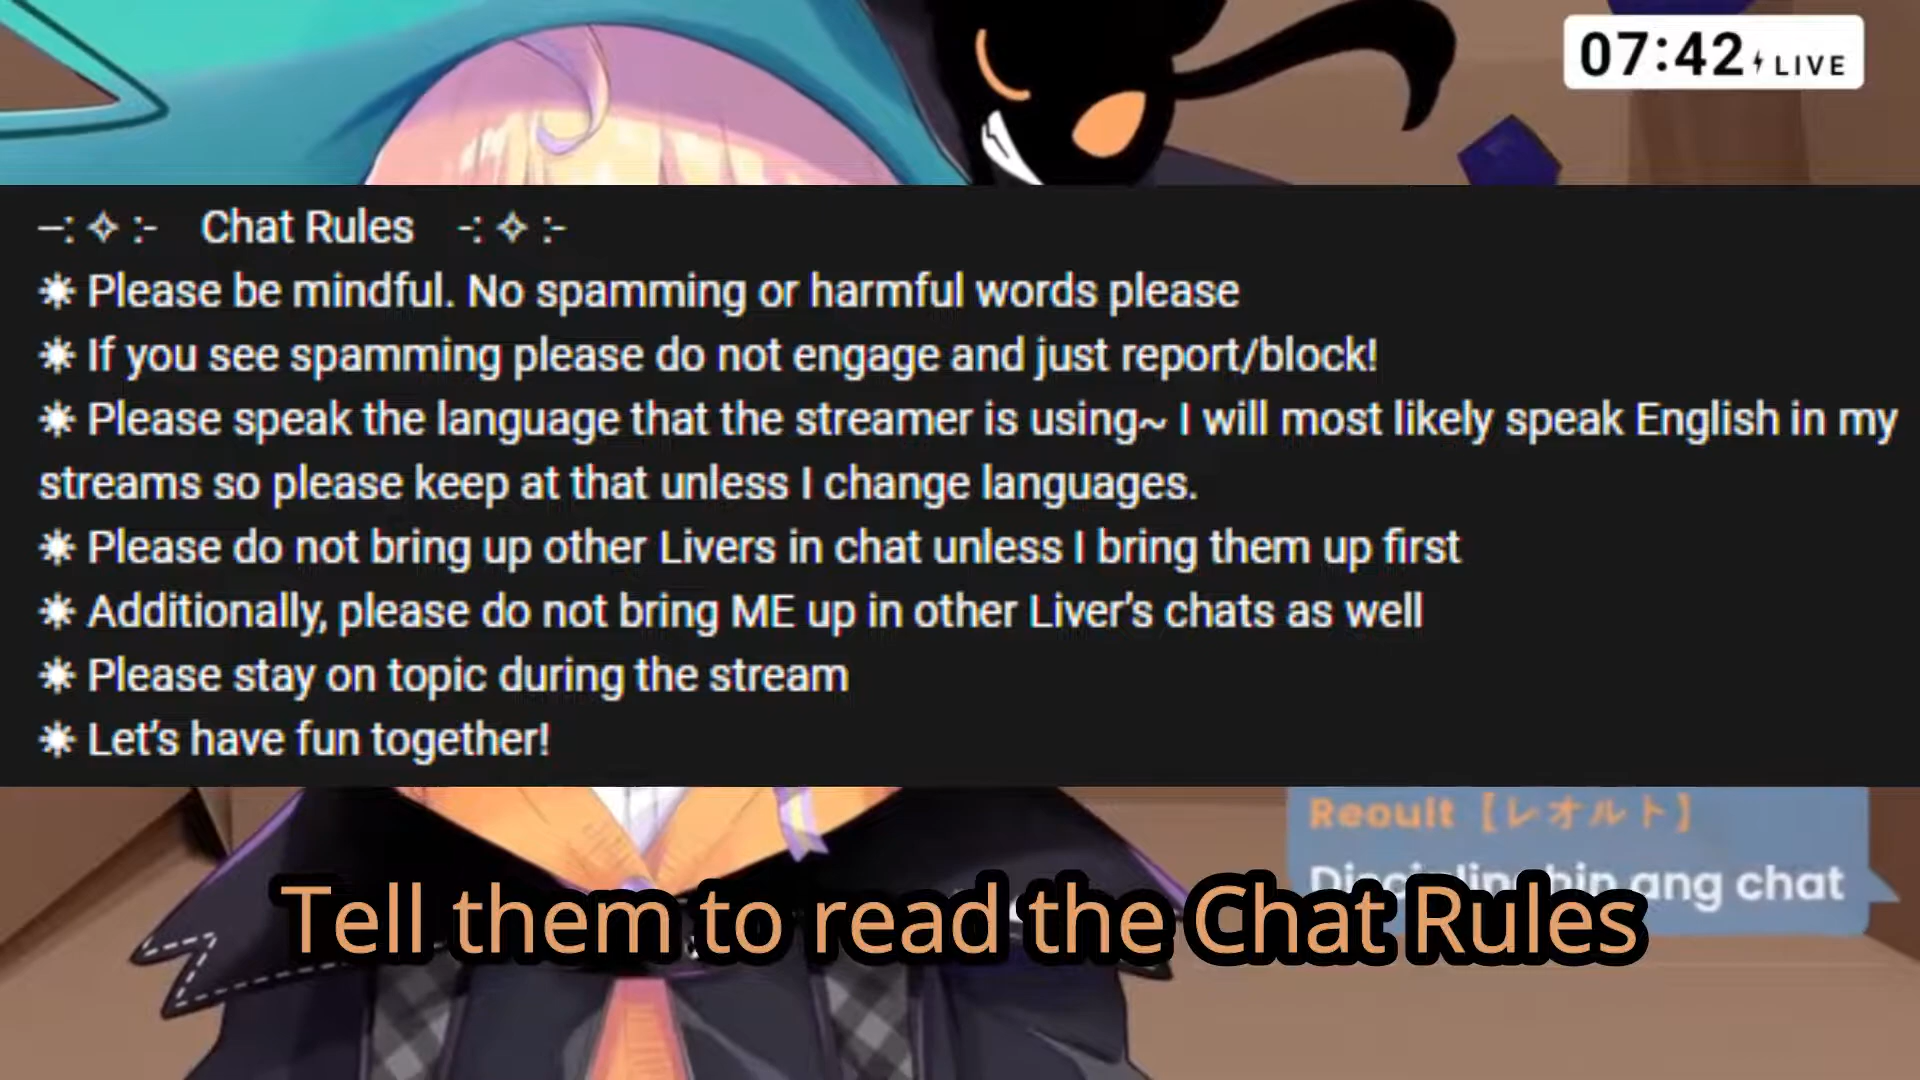 07:42 LIVE
–: ✧ :- Chat Rules -: ✧ :-
✷ Please be mindful. No spamming or harmful words please
✷ If you see spamming please do not engage and just report/block!
✷ Please speak the language that the streamer is using~ I will most likely speak English in my
streams so please keep at that unless I change languages.
✷ Please do not bring up other Livers in chat unless I bring them up first
✷ Additionally, please do not bring ME up in other Liver's chats as well
✷ Please stay on topic during the stream
✷ Let's have fun together!
Reoult【レオルト】
ang chat
Tell them to read the Chat Rules